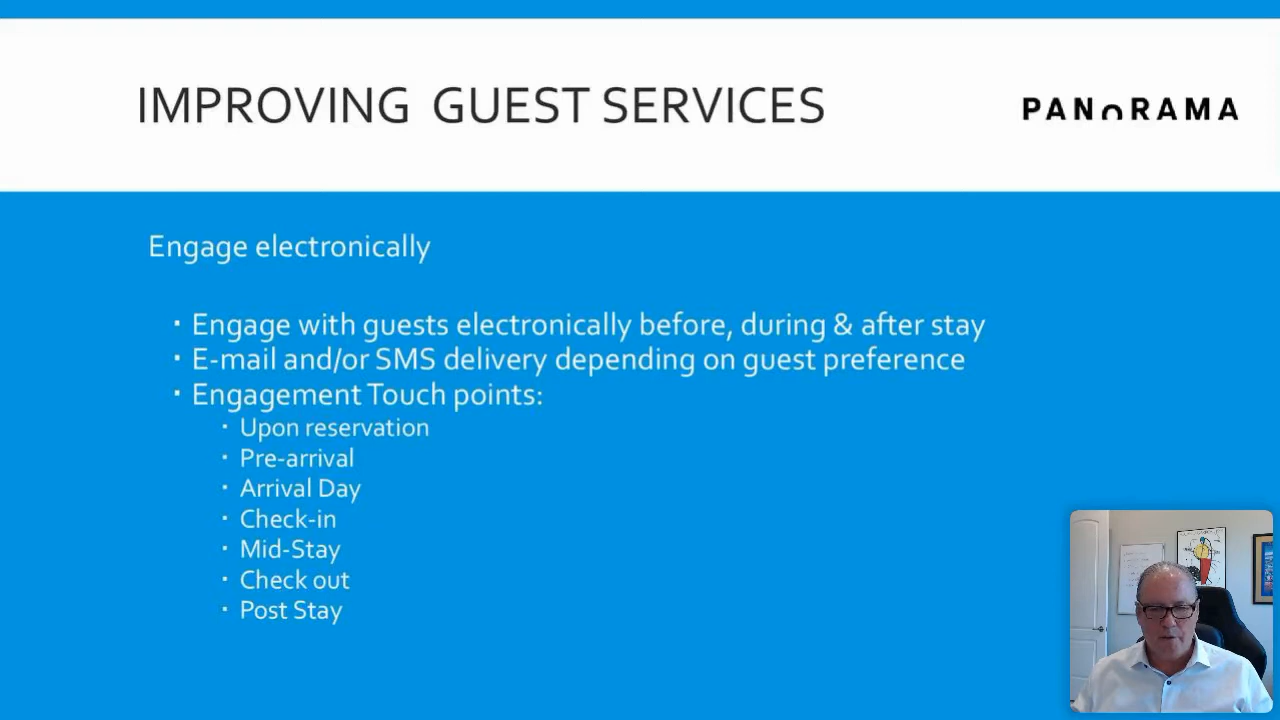 IMPROVING GUEST SERVICES
PANORAMA
Engage electronically
Engage with guests electronically before, during & after stay
E-mail and/or SMS delivery depending on guest preference
Engagement Touch points:
Upon reservation
Pre-arrival
Arrival Day
Check-in
Mid-Stay
Check out
Post Stay